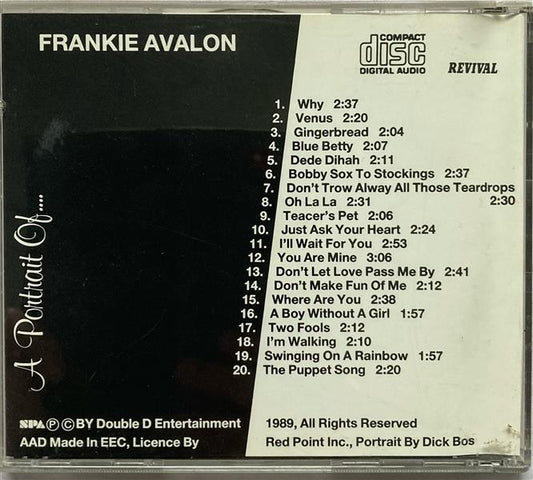 FRANKIE AVALON
COMPACT
disc
DIGITAL AUDIO
REVIVAL
A Portrait Of....
1. Why 2:37
2. Venus 2:20
3. Gingerbread 2:04
4. Blue Betty 2:07
5. Dede Dihah 2:11
6. Bobby Sox To Stockings 2:37
7. Don't Trow Alway All Those Teardrops
2:30
8. Oh La La 2:31
9. Teacer's Pet 2:06
10. Just Ask Your Heart 2:24
11. I'll Wait For You 2:53
12. You Are Mine 3:06
13. Don't Let Love Pass Me By 2:41
14. Don't Make Fun Of Me 2:12
15. Where Are You 2:38
16. A Boy Without A Girl 1:57
17. Two Fools 2:12
18. I'm Walking 2:10
19. Swinging On A Rainbow 1:57
20. The Puppet Song 2:20
SPA Ⓟ © BY Double D Entertainment 1989, All Rights Reserved
AAD Made In EEC, Licence By Red Point Inc., Portrait By Dick Bos